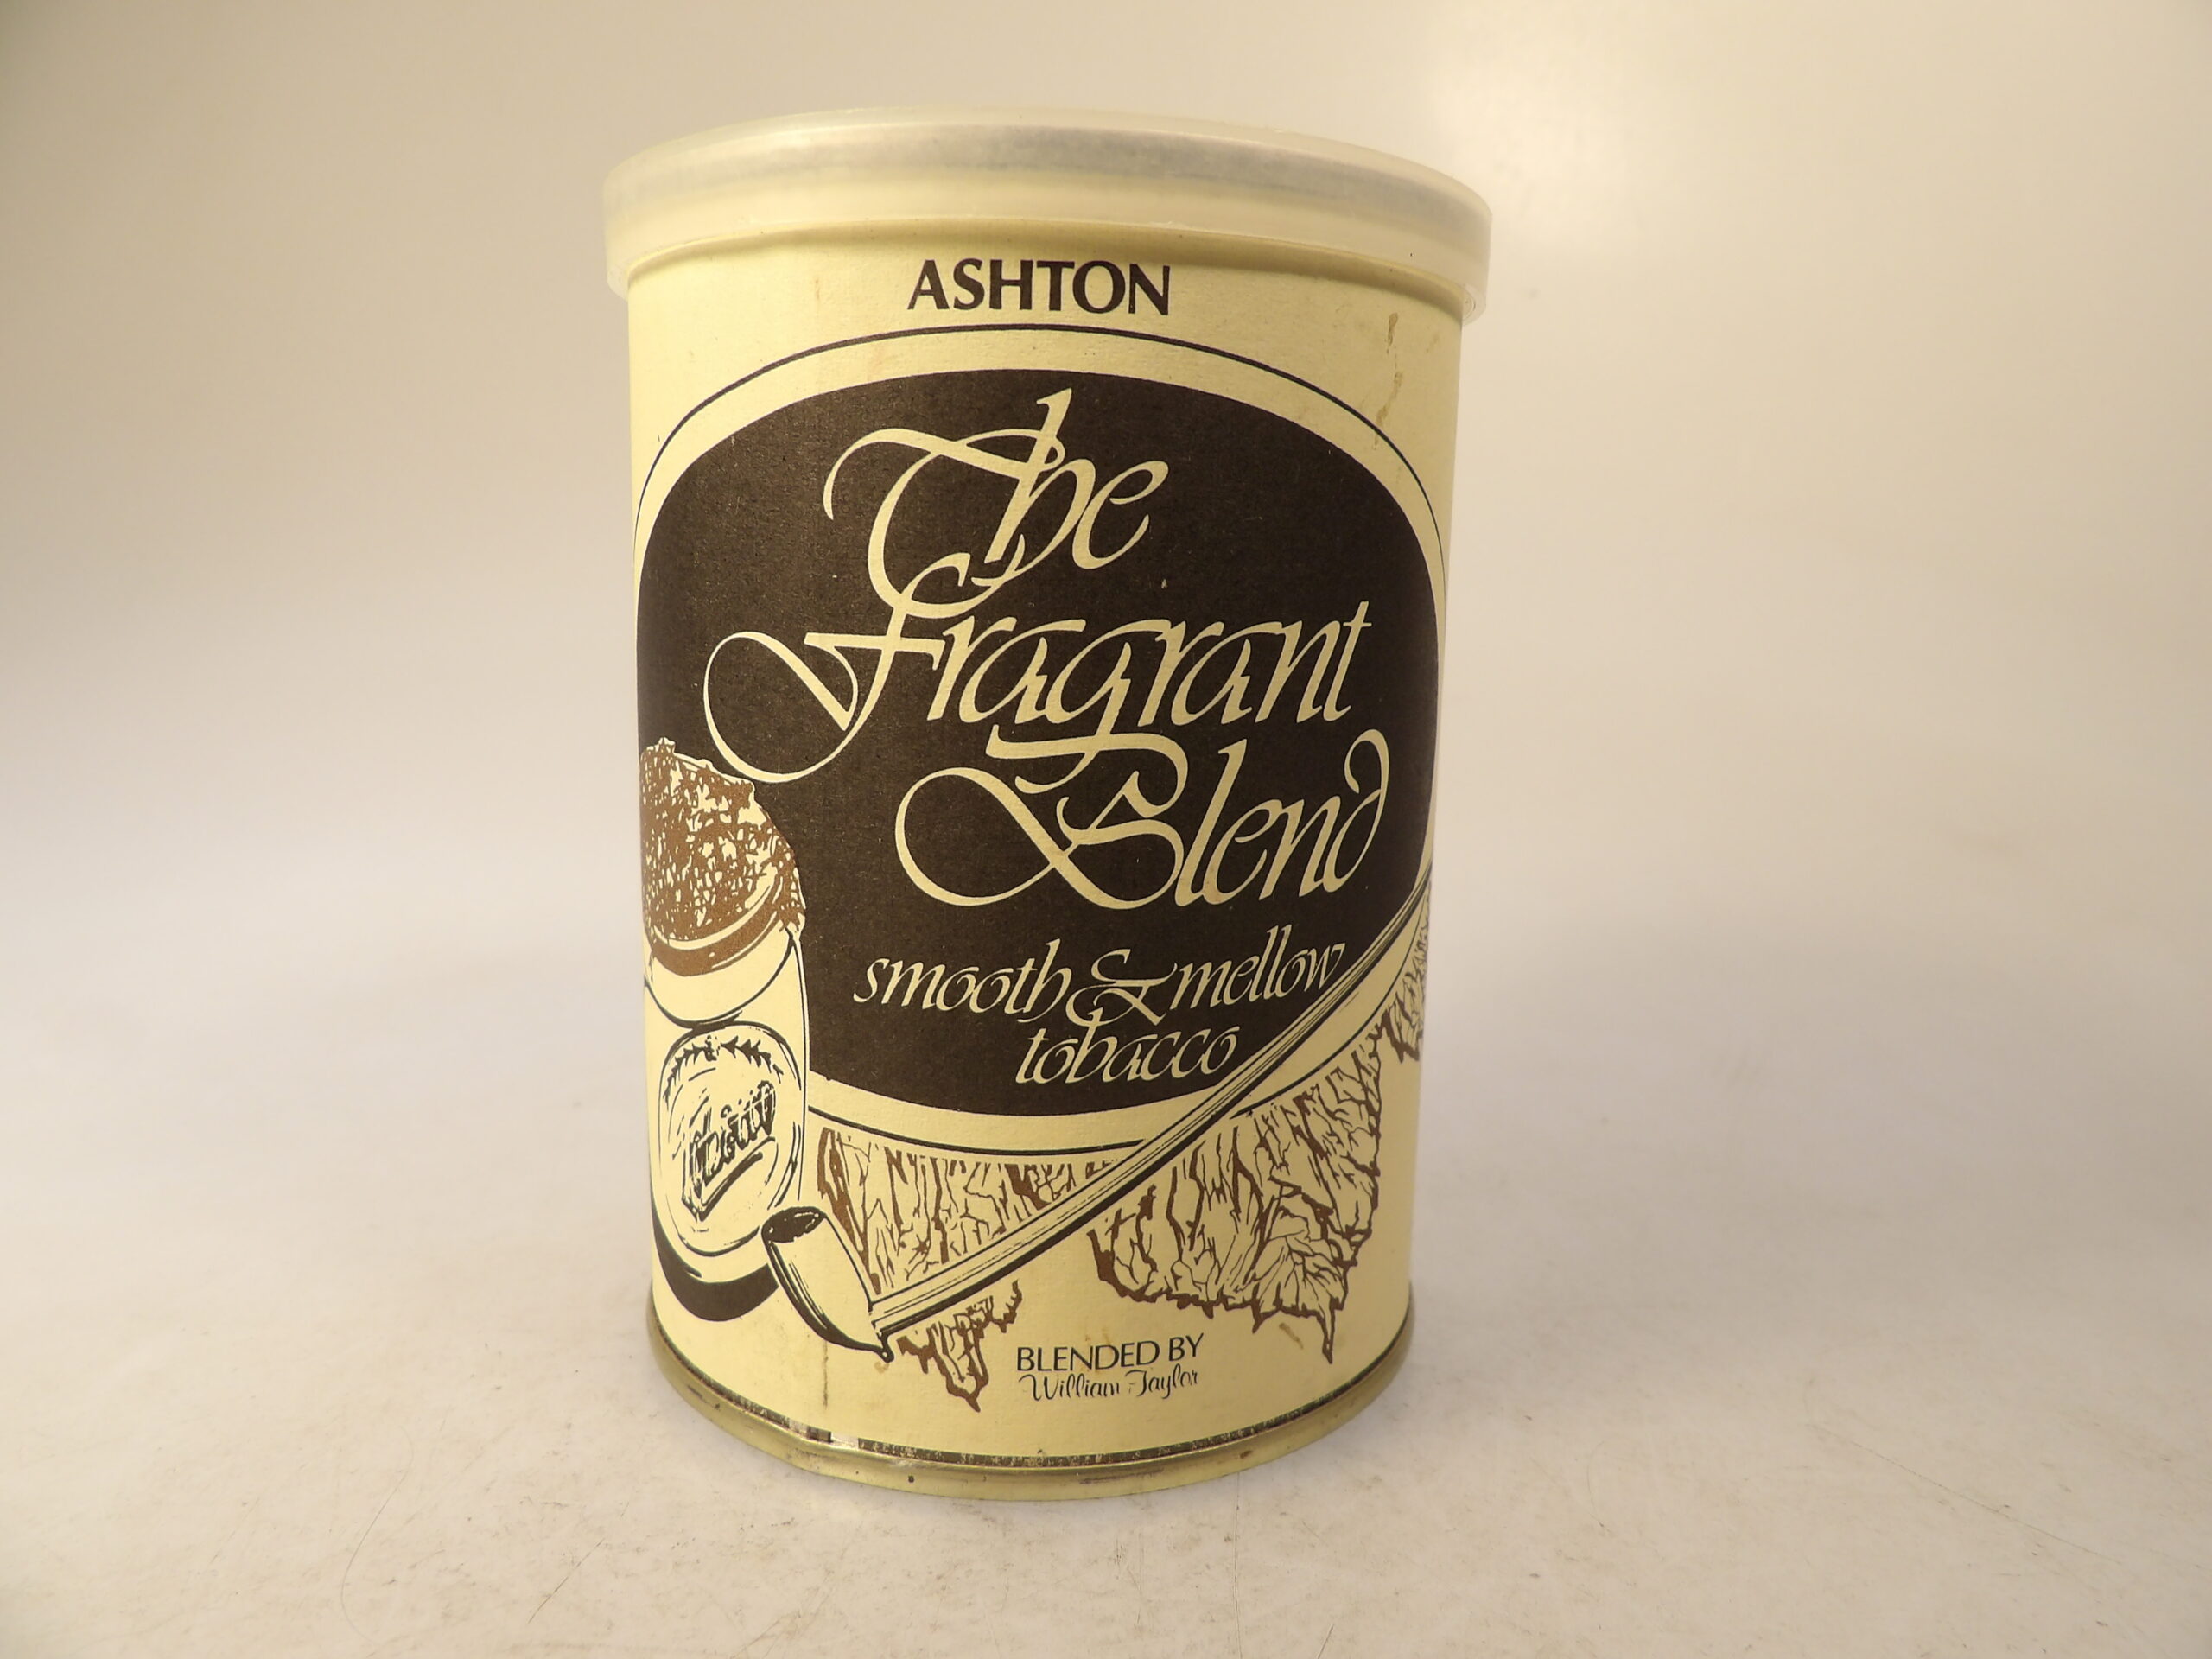 ASHTON
The
Fragrant
Blend
smooth & mellow
tobacco
BLENDED BY
William Taylor